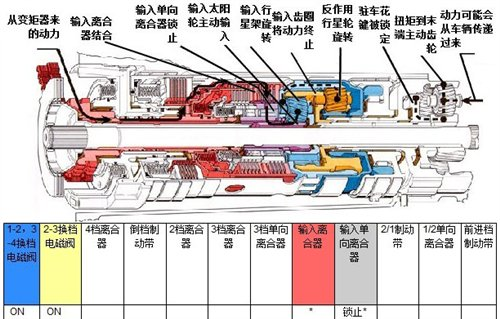 从变矩器来
的动力
输入离合
器结合
输入单向
离合器
锁止
输入太阳
轮主动
输入
输入行
星架
旋转
输入齿圈
将动力
终止
反作用
行星轮
旋转
驻车花
键被锁
定
扭矩到末
端主动齿
轮
动力可能会
从车辆传递
过来
1-2，3
-4换档
电磁阀
2-3换档
电磁阀
4档离合
器
倒档制
动带
2档离合
器
3档离合
器
3档单向
离合器
输入离
合器
输入单
向离合
器
2/1制动
带
1/2单向
离合器
前进档
制动带
ON
ON
*
锁止*